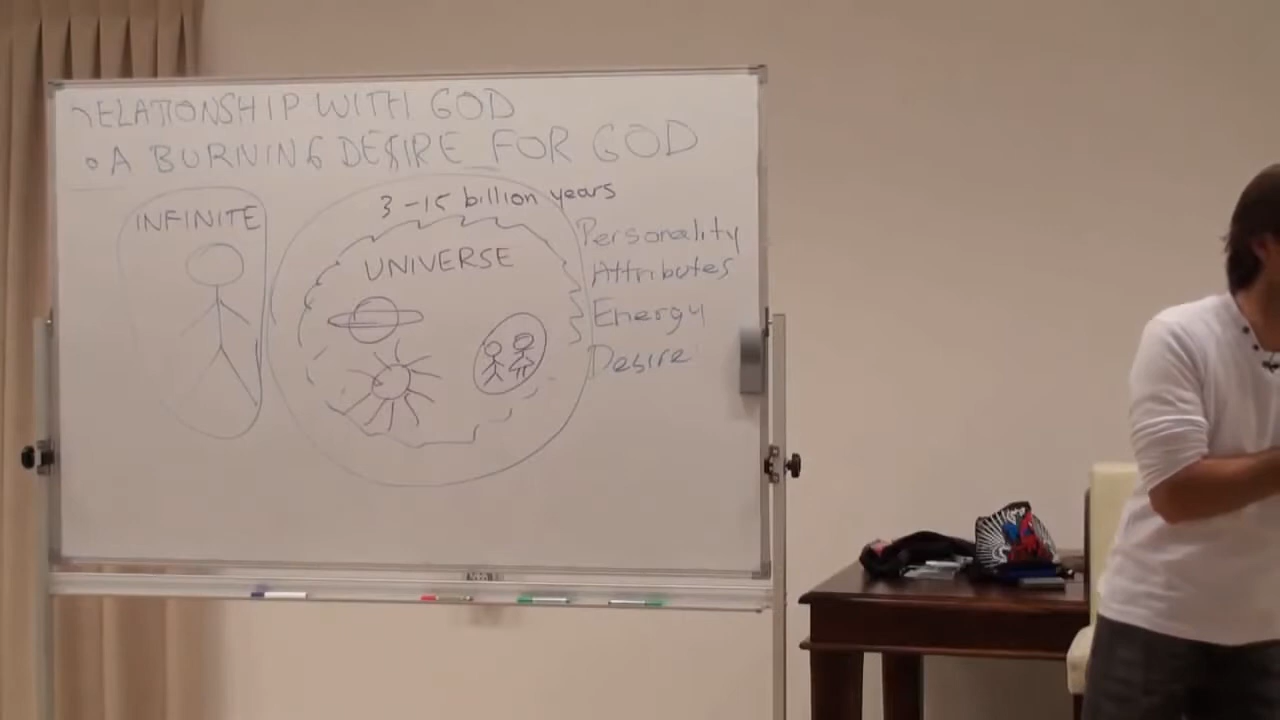 RELATIONSHIP WITH GOD
• A BURNING DESIRE FOR GOD
INFINITE
3-15 billion years
UNIVERSE
Personality
Attributes
Energy
Desire